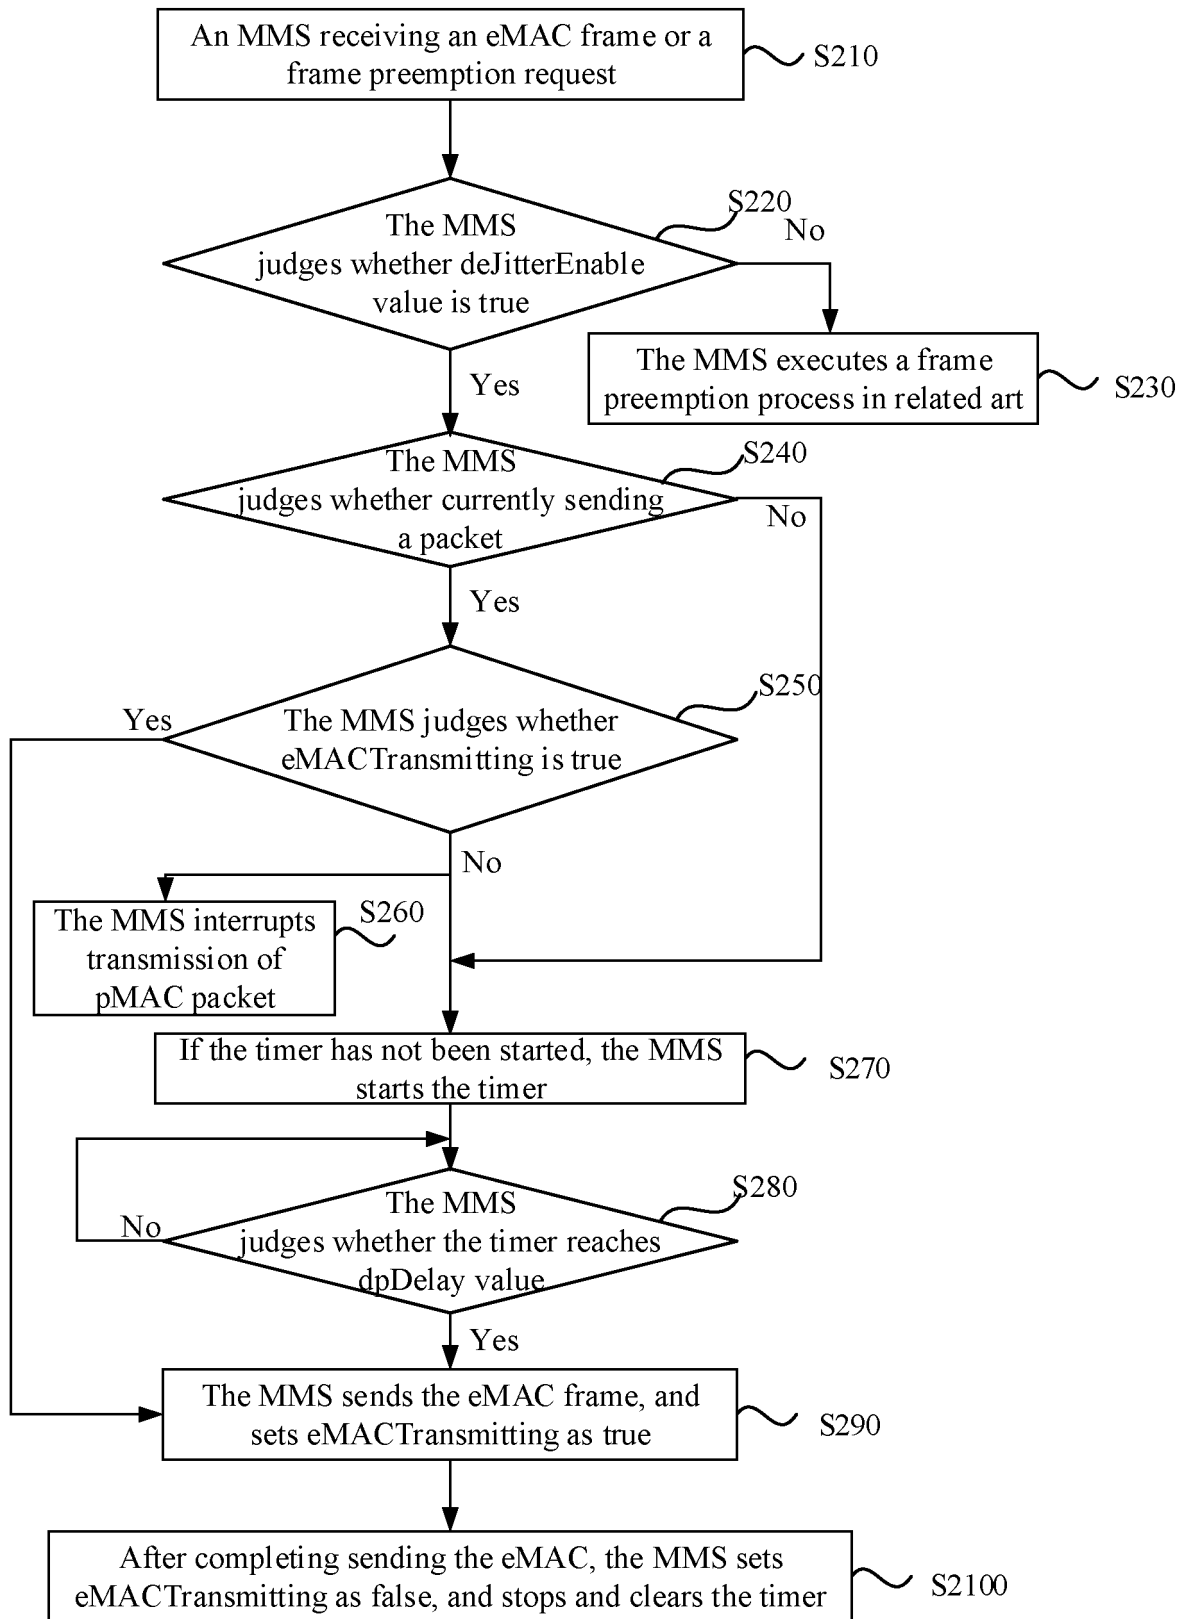 An MMS receiving an eMAC frame or a
frame preemption request
S210
S220
No
The MMS
judges whether deJitterEnable
value is true
The MMS executes a frame
preemption process in related art
S230
Yes
S240
The MMS
judges whether currently sending
a packet
No
Yes
S250
Yes
The MMS judges whether
eMACTransmitting is true
No
S260
The MMS interrupts
transmission of
pMAC packet
If the timer has not been started, the MMS
starts the timer
S270
S280
The MMS
judges whether the timer reaches
dpDelay value
No
Yes
The MMS sends the eMAC frame, and
sets eMACTransmitting as true
S290
After completing sending the eMAC, the MMS sets
eMACTransmitting as false, and stops and clears the timer
S2100